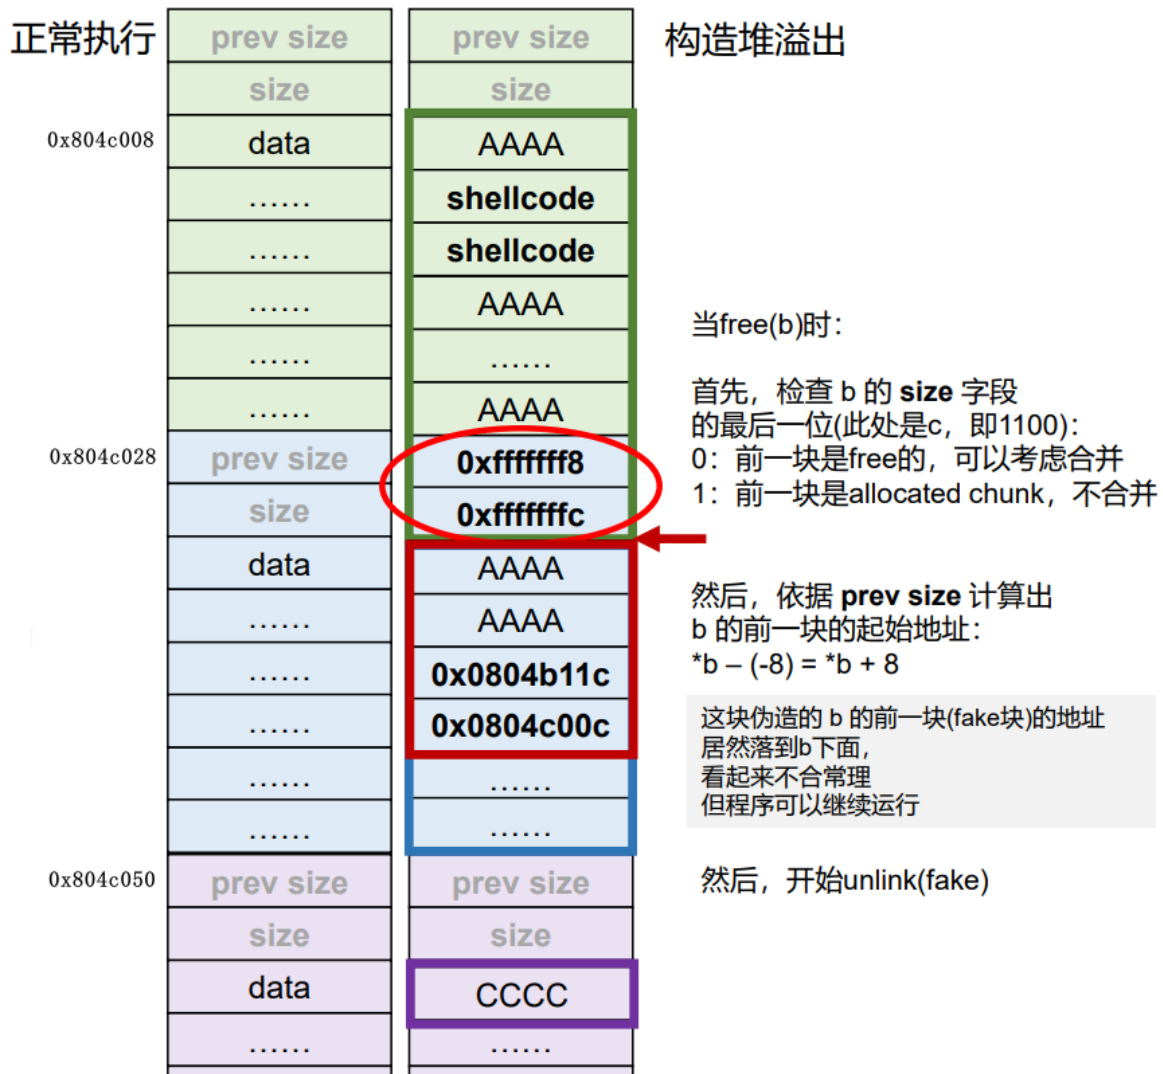 正常执行
构造堆溢出
prev size
prev size
size
size
0x804c008
data
AAAA
......
shellcode
......
shellcode
......
AAAA
......
......
......
AAAA
0x804c028
prev size
0xfffffff8
size
0xfffffffc
data
AAAA
......
AAAA
......
0x0804b11c
......
0x0804c00c
......
......
......
......
0x804c050
prev size
prev size
size
size
data
CCCC
......
......
当free(b)时：
首先，检查 b 的 size 字段
的最后一位(此处是c，即1100)：
0：前一块是free的，可以考虑合并
1：前一块是allocated chunk，不合并
然后，依据 prev size 计算出
b 的前一块的起始地址：
*b – (-8) = *b + 8
这块伪造的 b 的前一块(fake块)的地址
居然落到b下面，
看起来不合常理
但程序可以继续运行
然后，开始unlink(fake)